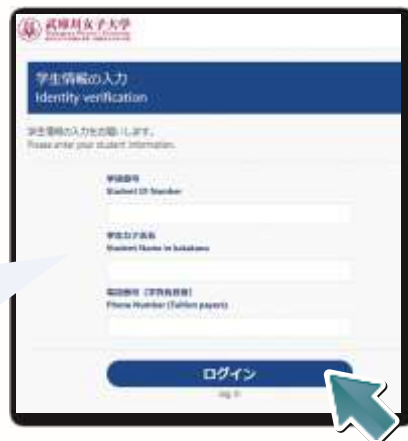 武庫川女子大学
学生情報の入力
Identity verification
学生情報の入力をお願いします。
Please enter your student information.
学籍番号
Student ID Number
学生カナ氏名
Student Name in katakana
電話番号（学費負担者）
Phone Number (Tuition payers)
ログイン
log in